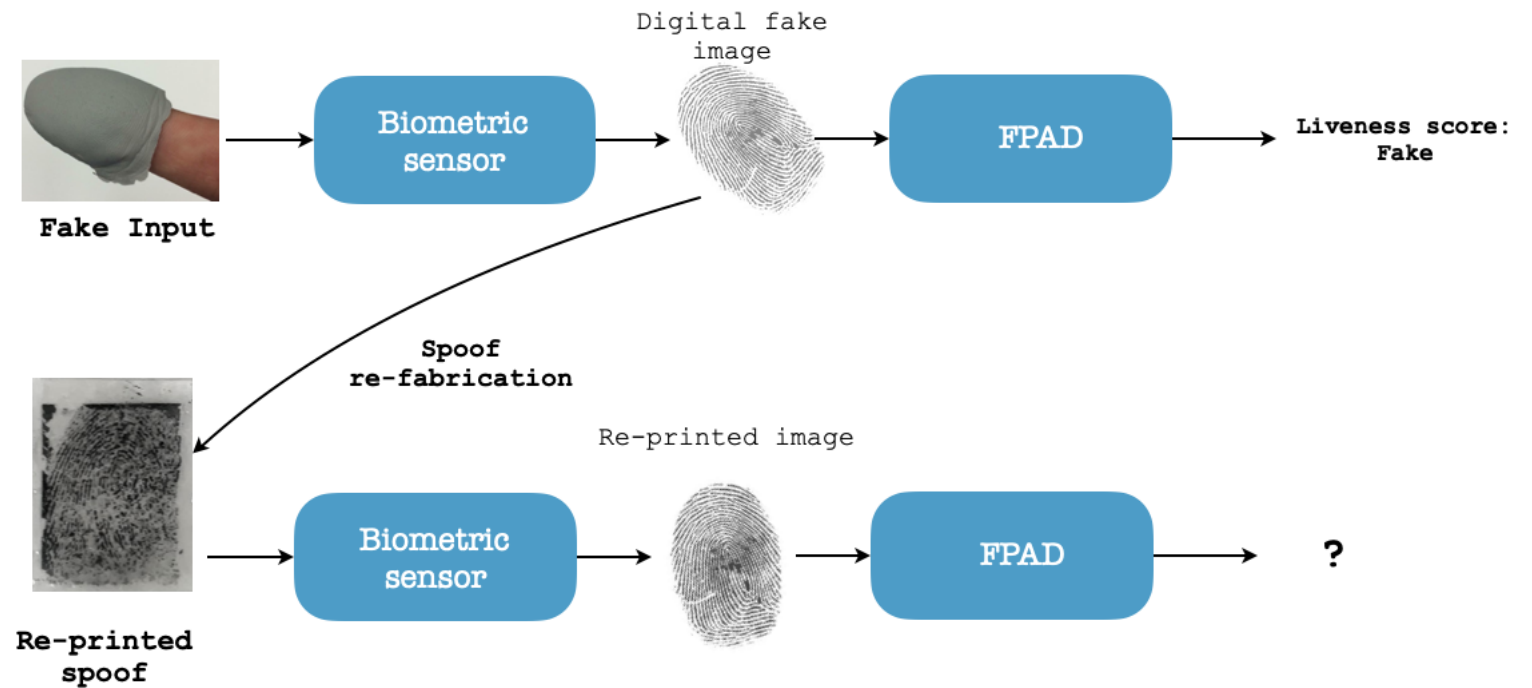 Digital fake
image
Biometric
sensor
FPAD
Liveness score:
Fake
Fake Input
Spoof
re-fabrication
Re-printed image
Biometric
sensor
FPAD
?
Re-printed
spoof